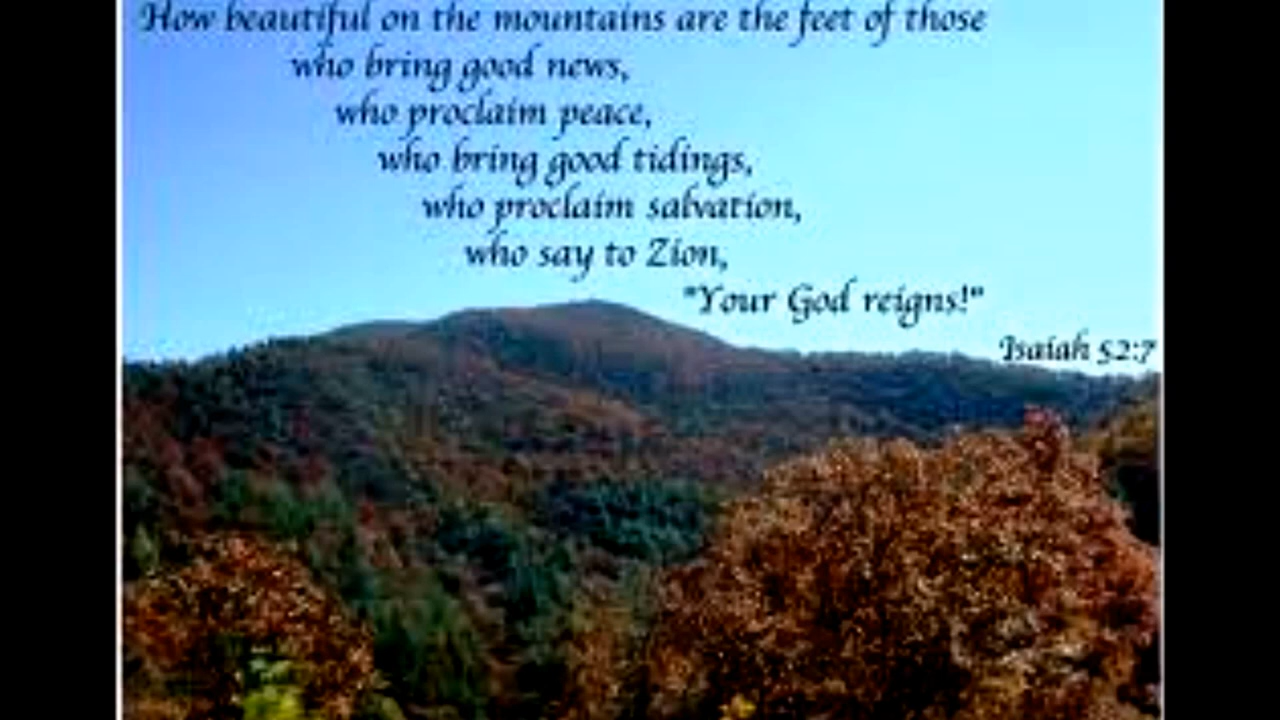 How beautiful on the mountains are the feet of those
who bring good news,
who proclaim peace,
who bring good tidings,
who proclaim salvation,
who say to Zion,
"Your God reigns!"
Isaiah 52:7